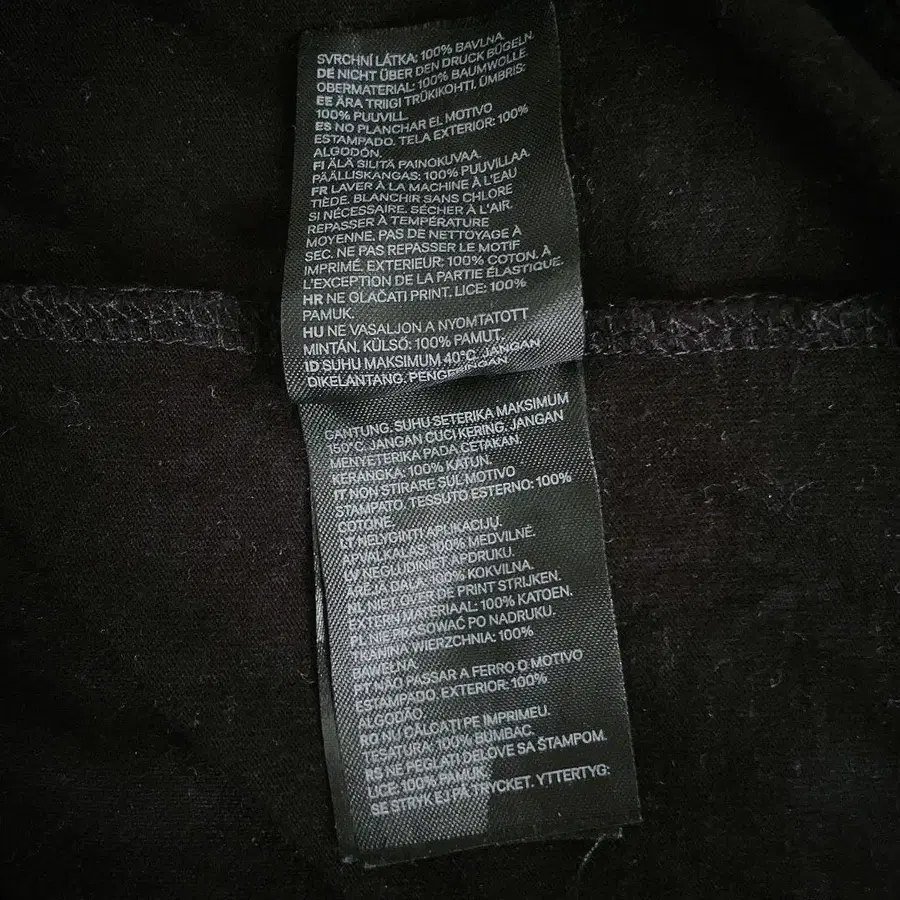 SVRCHNÍ LÁTKA: 100% BAVLNA.
DE NICHT ÜBER DEN DRUCK BÜGELN.
OBERMATERIAL: 100% BAUMWOLLE
EE ÄRA TRIIGI TRÜKIKOHTI. ÜMBRIS:
100% PUUVILL.
ES NO PLANCHAR EL MOTIVO
ESTAMPADO. TELA EXTERIOR: 100%
ALGODÓN.
FI ÄLÄ SILITÄ PAINOKUVAA.
PÄÄLLISKANGAS: 100% PUUVILLAA.
FR LAVER À LA MACHINE À L'EAU
TIÈDE. BLANCHIR SANS CHLORE
SI NÉCESSAIRE. SÉCHER À L'AIR.
REPASSER À TEMPÉRATURE
MOYENNE. PAS DE NETTOYAGE À
SEC. NE PAS REPASSER LE MOTIF
IMPRIMÉ. EXTERIEUR: 100% COTON. À
L'EXCEPTION DE LA PARTIE ÉLASTIQUE.
HR NE GLAČATI PRINT. LICE: 100%
PAMUK.
HU NE VASALJON A NYOMTATOTT
MINTÁN. KÜLSŐ: 100% PAMUT.
ID SUHU MAKSIMUM 40°C. JANGAN
DIKELANTANG. PENGERINGAN
GANTUNG. SUHU SETERIKA MAKSIMUM
150°C. JANGAN CUCI KERING. JANGAN
MENYETERIKA PADA CETAKAN.
KERANGKA: 100% KATUN.
IT NON STIRARE SUL MOTIVO
STAMPATO. TESSUTO ESTERNO: 100%
COTONE.
LT NELYGINTI APLIKACIJŲ.
APVALKALAS: 100% MEDVILNĖ.
LV NEGLUDINIET APDRUKU.
ĀREJĀ DAĻA: 100% KOKVILNA.
NL NIET OVER DE PRINT STRIJKEN.
EXTERN MATERIAAL: 100% KATOEN.
PL NIE PRASOWAĆ PO NADRUKU.
TKANINA WIERZCHNIA: 100%
BAWEŁNA
PT NÃO PASSAR A FERRO O MOTIVO
ESTAMPADO. EXTERIOR: 100%
ALGODÃO.
RO NU CĂLCAŢI PE IMPRIMEU.
ŢESĂTURA: 100% BUMBAC.
RS NE PEGLATI DELOVE SA ŠTAMPOM.
LICE: 100% PAMUK.
SE STRYK EJ PÅ TRYCKET. YTTERTYG: